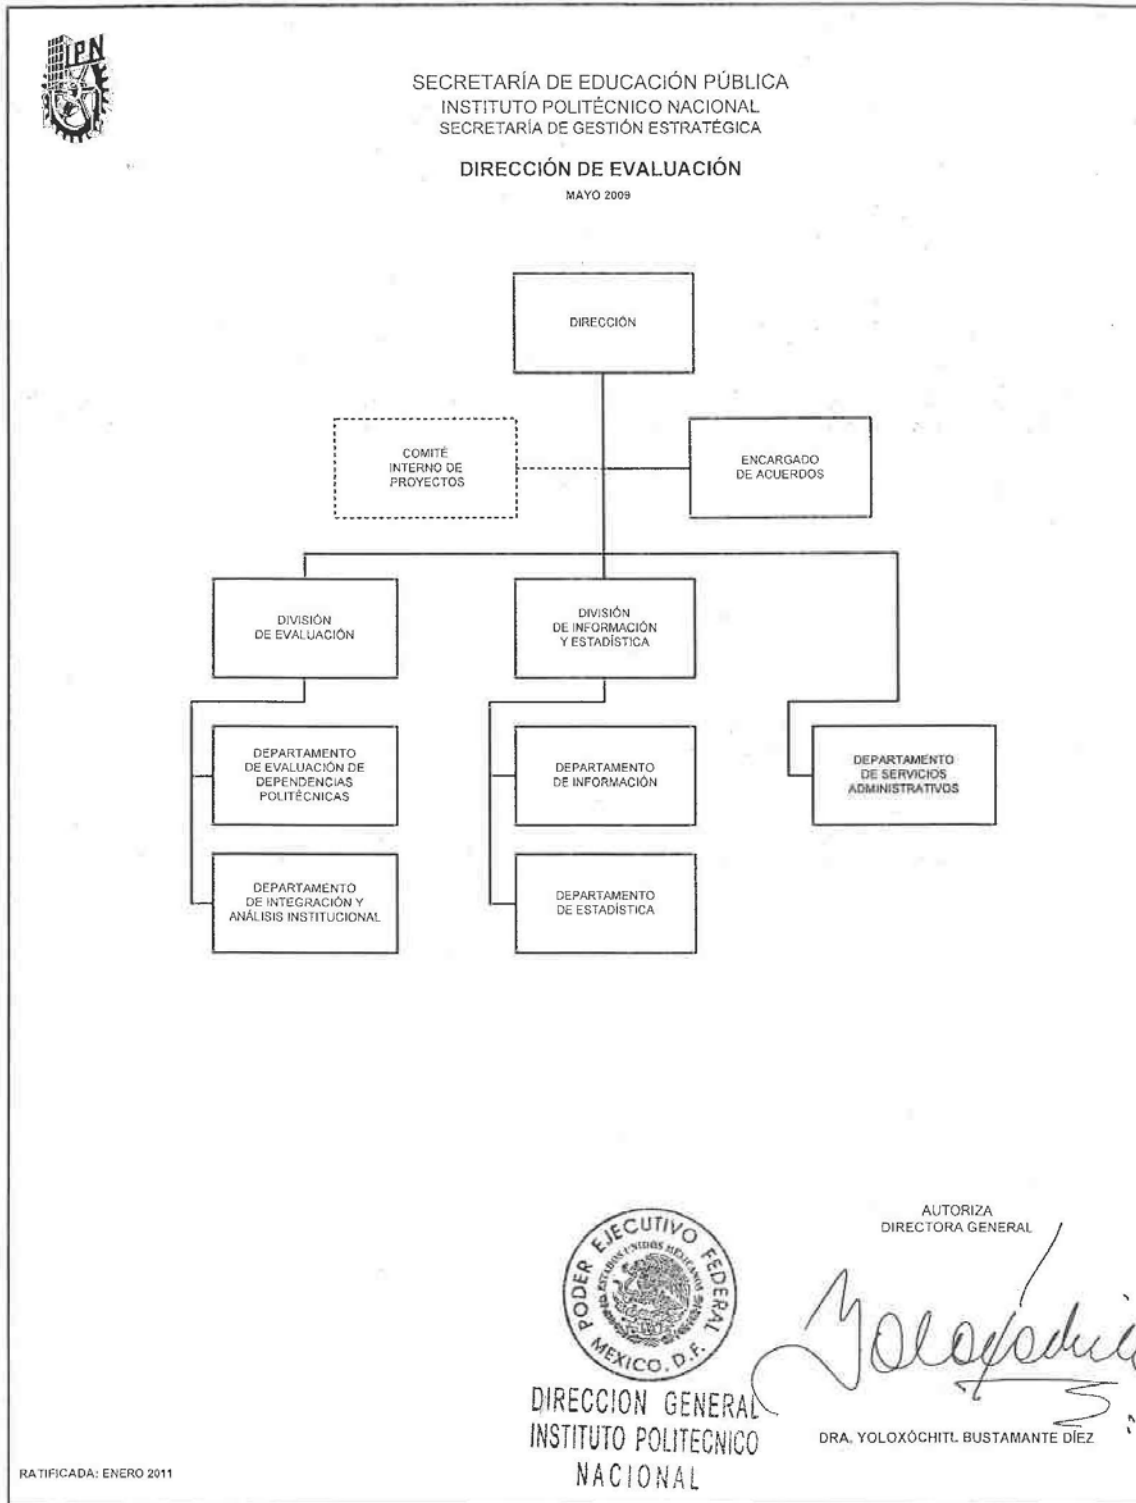 IPN
SECRETARÍA DE EDUCACIÓN PÚBLICA
INSTITUTO POLITÉCNICO NACIONAL
SECRETARÍA DE GESTIÓN ESTRATÉGICA
DIRECCIÓN DE EVALUACIÓN
MAYO 2009
DIRECCIÓN
COMITÉ
INTERNO DE
PROYECTOS
ENCARGADO
DE ACUERDOS
DIVISIÓN
DE EVALUACIÓN
DIVISIÓN
DE INFORMACIÓN
Y ESTADÍSTICA
DEPARTAMENTO
DE EVALUACIÓN DE
DEPENDENCIAS
POLITÉCNICAS
DEPARTAMENTO
DE INFORMACIÓN
DEPARTAMENTO
DE SERVICIOS
ADMINISTRATIVOS
DEPARTAMENTO
DE INTEGRACIÓN Y
ANÁLISIS INSTITUCIONAL
DEPARTAMENTO
DE ESTADÍSTICA
AUTORIZA
DIRECTORA GENERAL
PODER EJECUTIVO FEDERAL
ESTADOS UNIDOS MEXICANOS
MEXICO, D.F.
DIRECCION GENERAL
INSTITUTO POLITECNICO
NACIONAL
DRA. YOLOXÓCHITL BUSTAMANTE DÍEZ
RATIFICADA: ENERO 2011